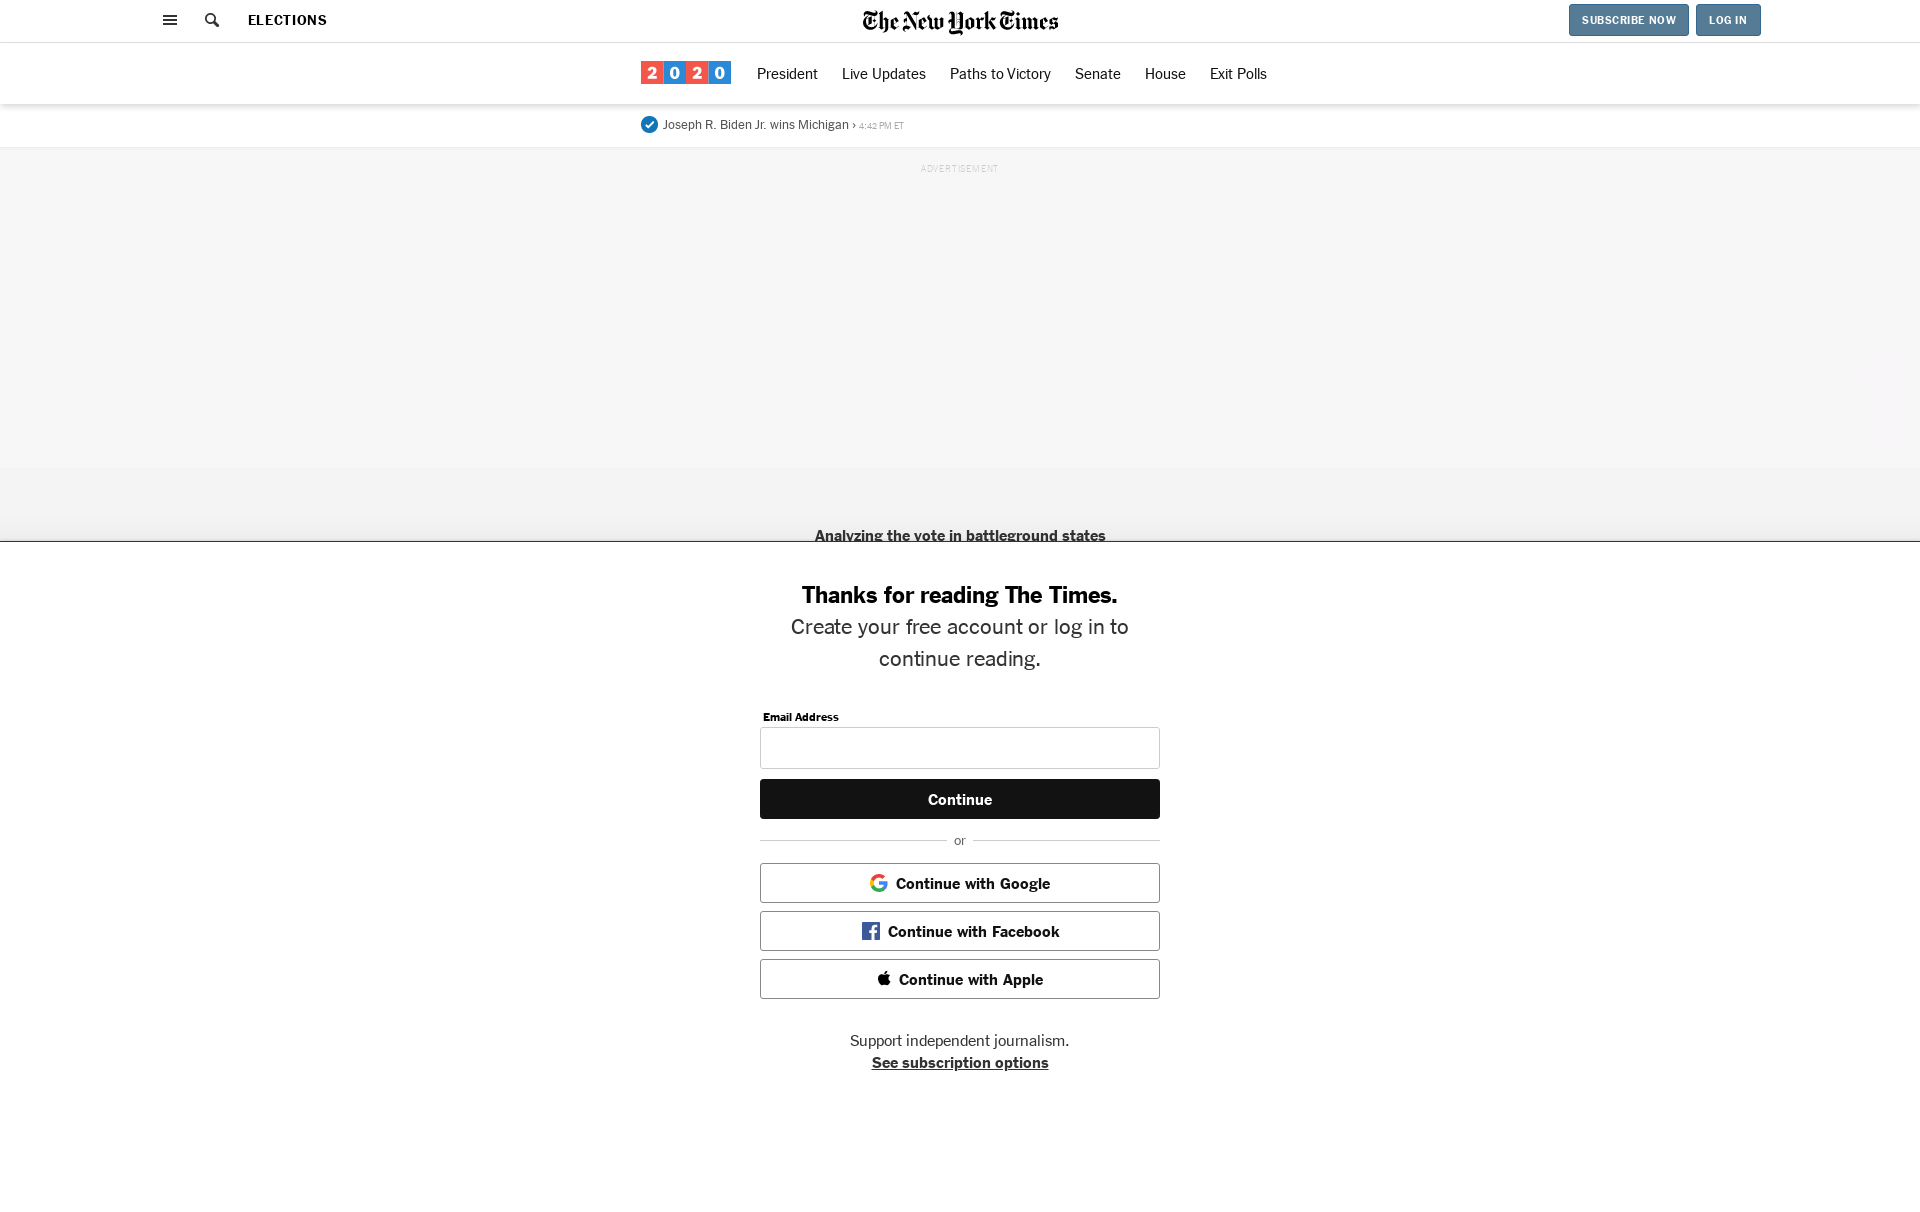 ELECTIONS
The New York Times
SUBSCRIBE NOW
LOG IN
2020
President
Live Updates
Paths to Victory
Senate
House
Exit Polls
Joseph R. Biden Jr. wins Michigan › 4:42 PM ET
ADVERTISEMENT
Analyzing the vote in battleground states
Thanks for reading The Times.
Create your free account or log in to
continue reading.
Email Address
Continue
or
Continue with Google
Continue with Facebook
Continue with Apple
Support independent journalism.
See subscription options